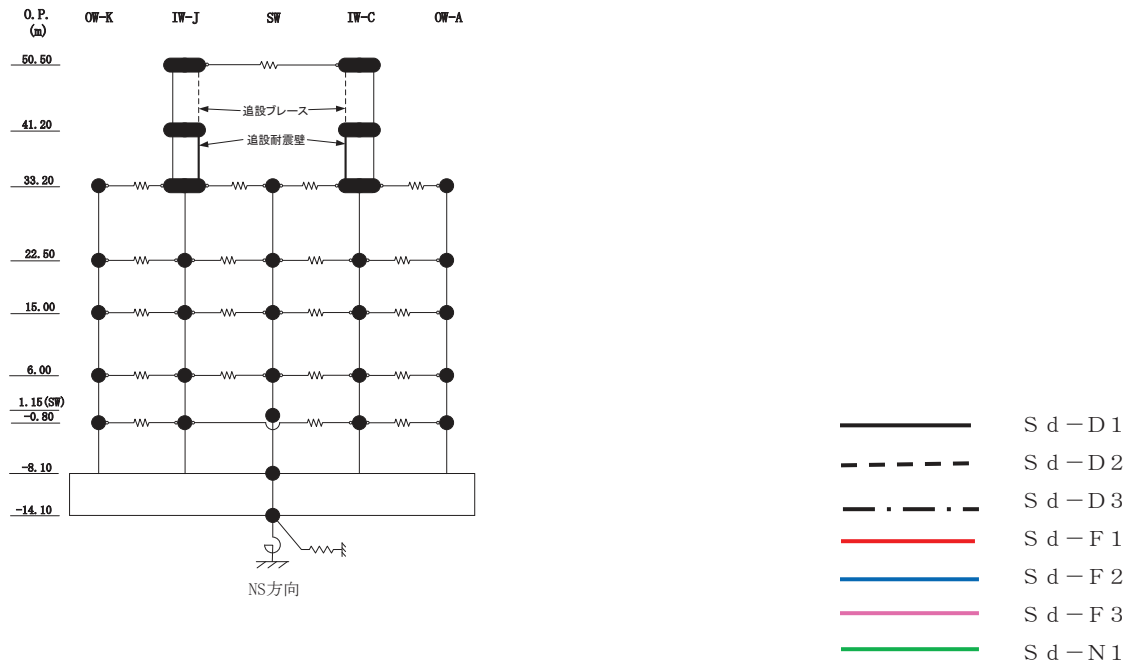 O.P. OW-K IW-J SW IW-C OW-A
(m)
50.50
追設ブレース
41.20
追設耐震壁
33.20
22.50
15.00
6.00
1.15(SW)
-0.80
-8.10
-14.10
NS方向
Ｓｄ－Ｄ１
Ｓｄ－Ｄ２
Ｓｄ－Ｄ３
Ｓｄ－Ｆ１
Ｓｄ－Ｆ２
Ｓｄ－Ｆ３
Ｓｄ－Ｎ１